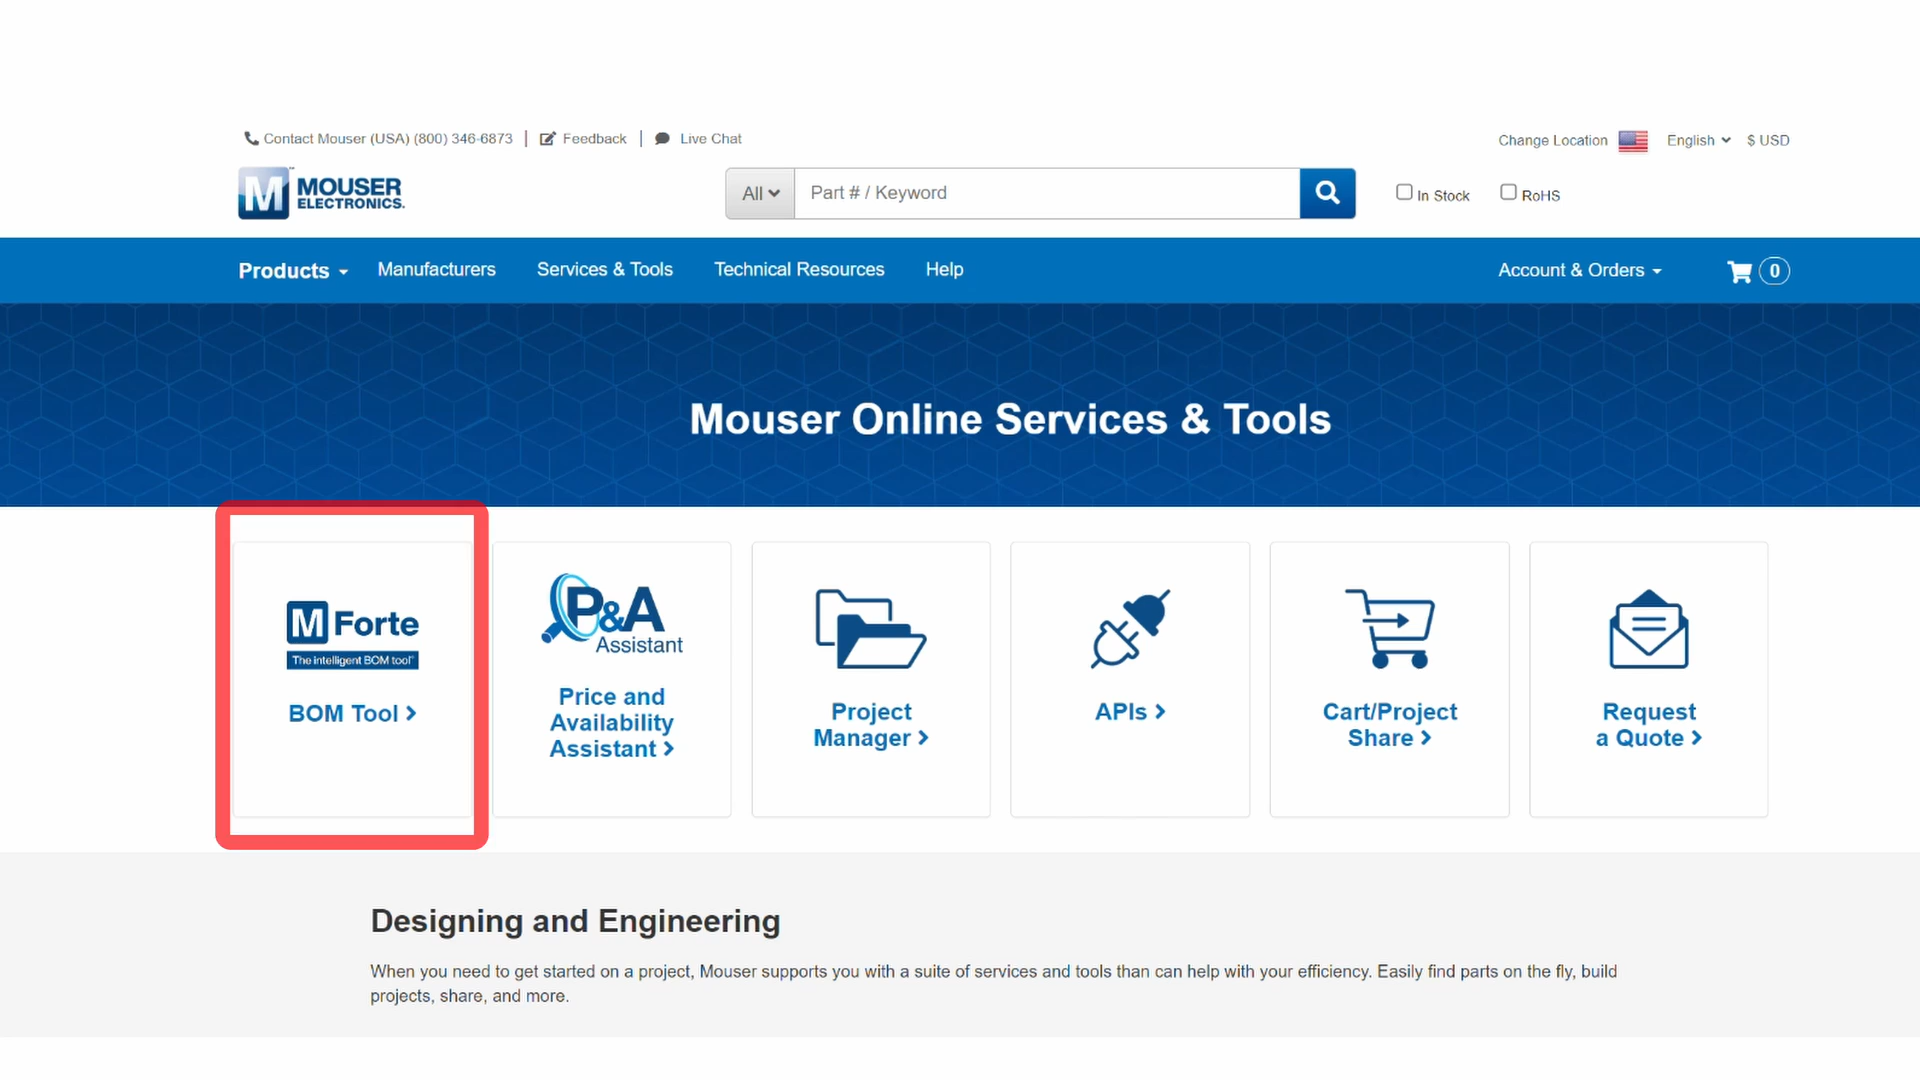 Contact Mouser (USA) (800) 346-6873 | Feedback | Live Chat
Change Location English $ USD
M MOUSER
ELECTRONICS.
All Part # / Keyword
In Stock RoHS
Products Manufacturers Services & Tools Technical Resources Help Account & Orders 0
Mouser Online Services & Tools
M Forte
The intelligent BOM tool™
BOM Tool
P&A
Assistant
Price and
Availability
Assistant
Project
Manager
APIs
Cart/Project
Share
Request
a Quote
Designing and Engineering
When you need to get started on a project, Mouser supports you with a suite of services and tools than can help with your efficiency. Easily find parts on the fly, build
projects, share, and more.